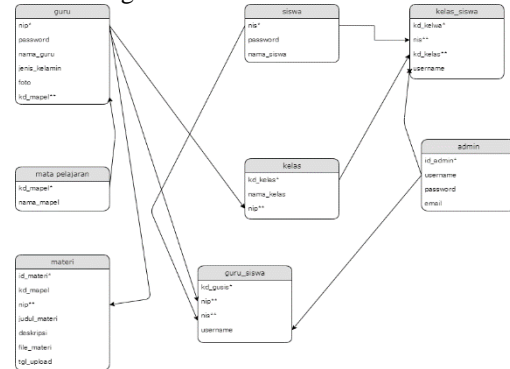 guru
nip*
password
nama_guru
jenis_kelamin
foto
kd_mapel**
siswa
nis*
password
nama_siswa
kelas_siswa
kd_kelwa*
nis**
kd_kelas**
username
mata pelajaran
kd_mapel*
nama_mapel
kelas
kd_kelas*
nama_kelas
nip**
admin
id_admin*
username
password
email
materi
id_materi*
kd_mapel
nip**
judul_materi
deskripsi
file_materi
tgl_upload
guru_siswa
kd_gusis*
nip**
nis**
username